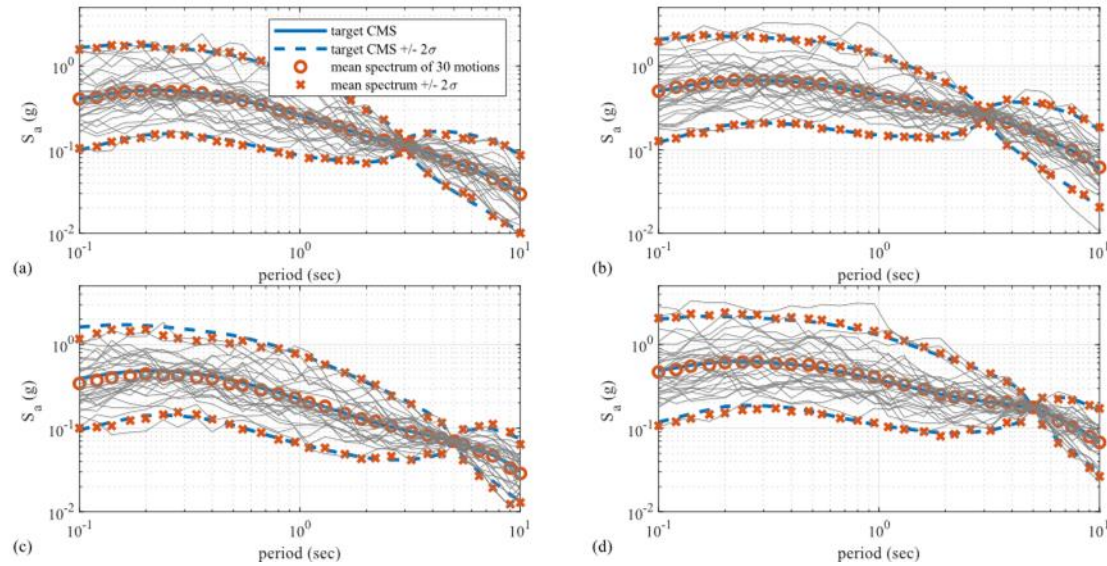 target CMS
target CMS +/- 2σ
mean spectrum of 30 motions
mean spectrum +/- 2σ
10^0
10^-1
10^-2
S_a (g)
10^-1
10^0
10^1
period (sec)
(a)
10^0
10^-1
10^-2
S_a (g)
10^-1
10^0
10^1
period (sec)
(b)
10^0
10^-1
10^-2
S_a (g)
10^-1
10^0
10^1
period (sec)
(c)
10^0
10^-1
10^-2
S_a (g)
10^-1
10^0
10^1
period (sec)
(d)